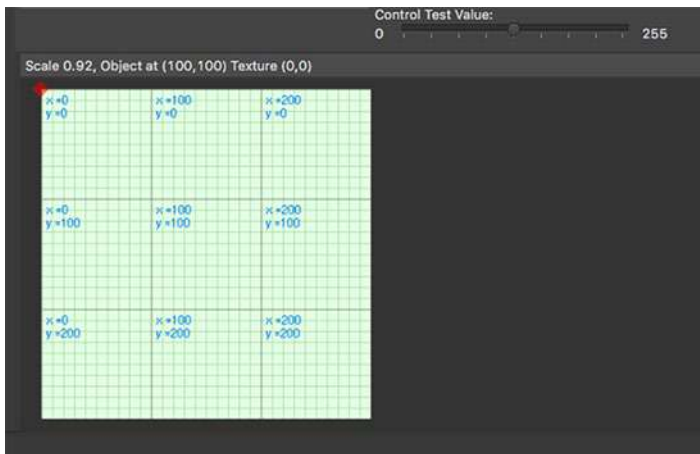 Control Test Value:
0 255
Scale 0.92, Object at (100,100) Texture (0,0)
x =0 x =100 x =200
y =0 y =0 y =0
x =0 x =100 x =200
y =100 y =100 y =100
x =0 x =100 x =200
y =200 y =200 y =200